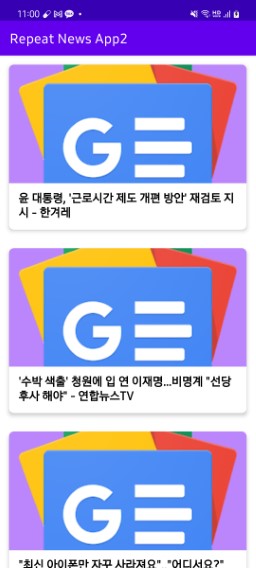 11:00
Repeat News App2
G
윤 대통령, '근로시간 제도 개편 방안' 재검토 지
시 - 한겨레
G
'수박 색출' 청원에 입 연 이재명...비명계 "선당
후사 해야" - 연합뉴스TV
G
"최신 아이폰만 자꾸 사라져요" "어디서요?"